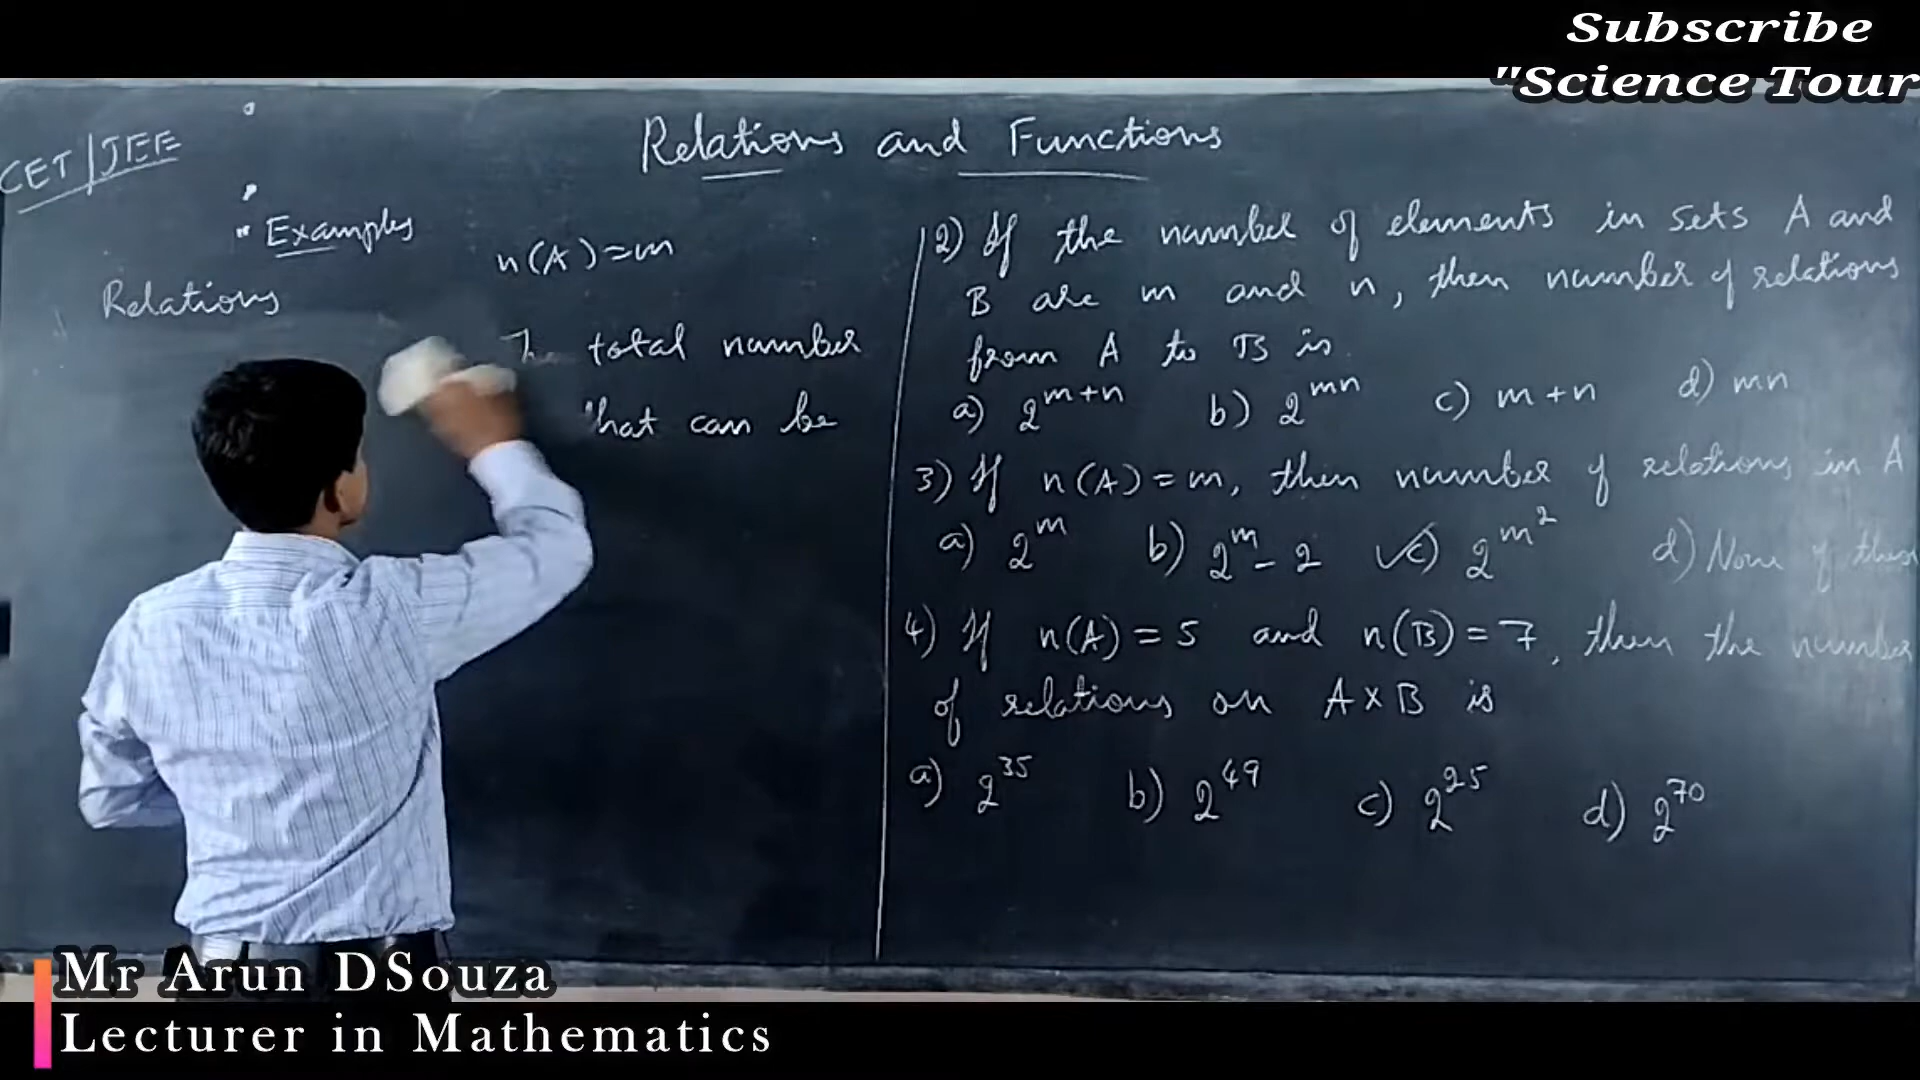 Subscribe
"Science Tour
CET/JEE
Relations and Functions
Examples
Relations
n(A)=m
The total number
that can be
2) If the number of elements in sets A and
B are m and n, then number of relations
from A to B is
a) 2^{m+n} b) 2^{mn} c) m+n d) mn
3) If n(A)=m, then number of relations in A
a) 2^m b) 2^m - 2 ✓c) 2^{m^2} d) None of these
4) If n(A)=5 and n(B)=7, then the number
of relations on A×B is
a) 2^{35} b) 2^{49} c) 2^{25} d) 2^{70}
Mr Arun DSouza
Lecturer in Mathematics